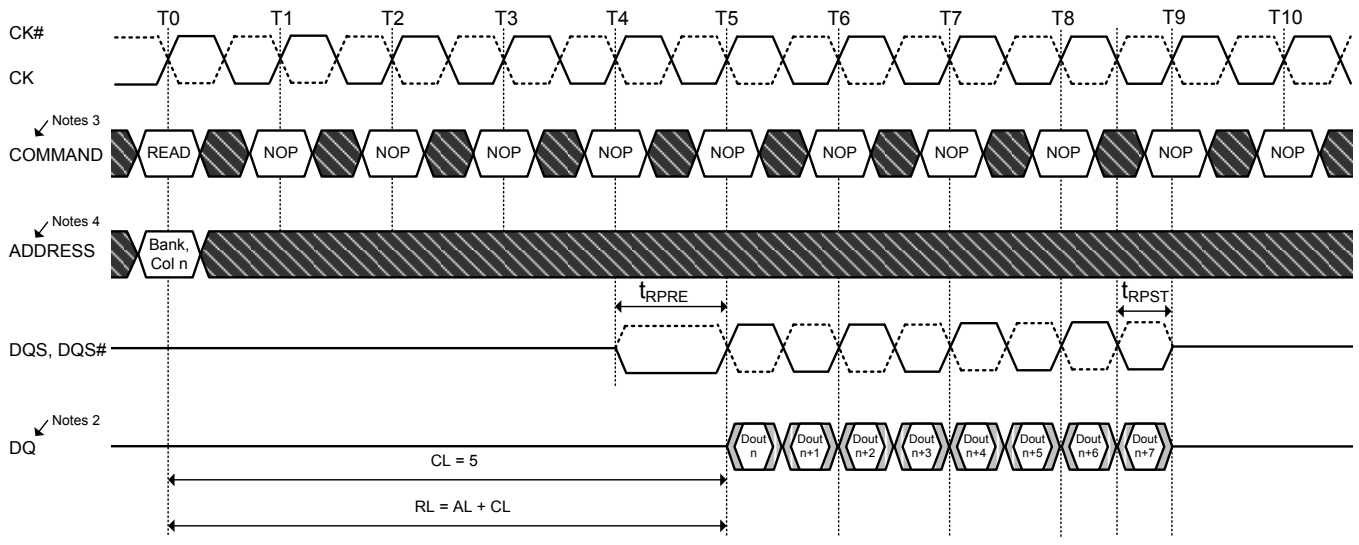 T0 T1 T2 T3 T4 T5 T6 T7 T8 T9 T10
CK#
CK
Notes 3
COMMAND READ NOP NOP NOP NOP NOP NOP NOP NOP NOP NOP
Notes 4
ADDRESS
Bank,
Col n
tRPRE tRPST
DQS, DQS#
Notes 2
DQ
Dout n
Dout n+1
Dout n+2
Dout n+3
Dout n+4
Dout n+5
Dout n+6
Dout n+7
CL = 5
RL = AL + CL